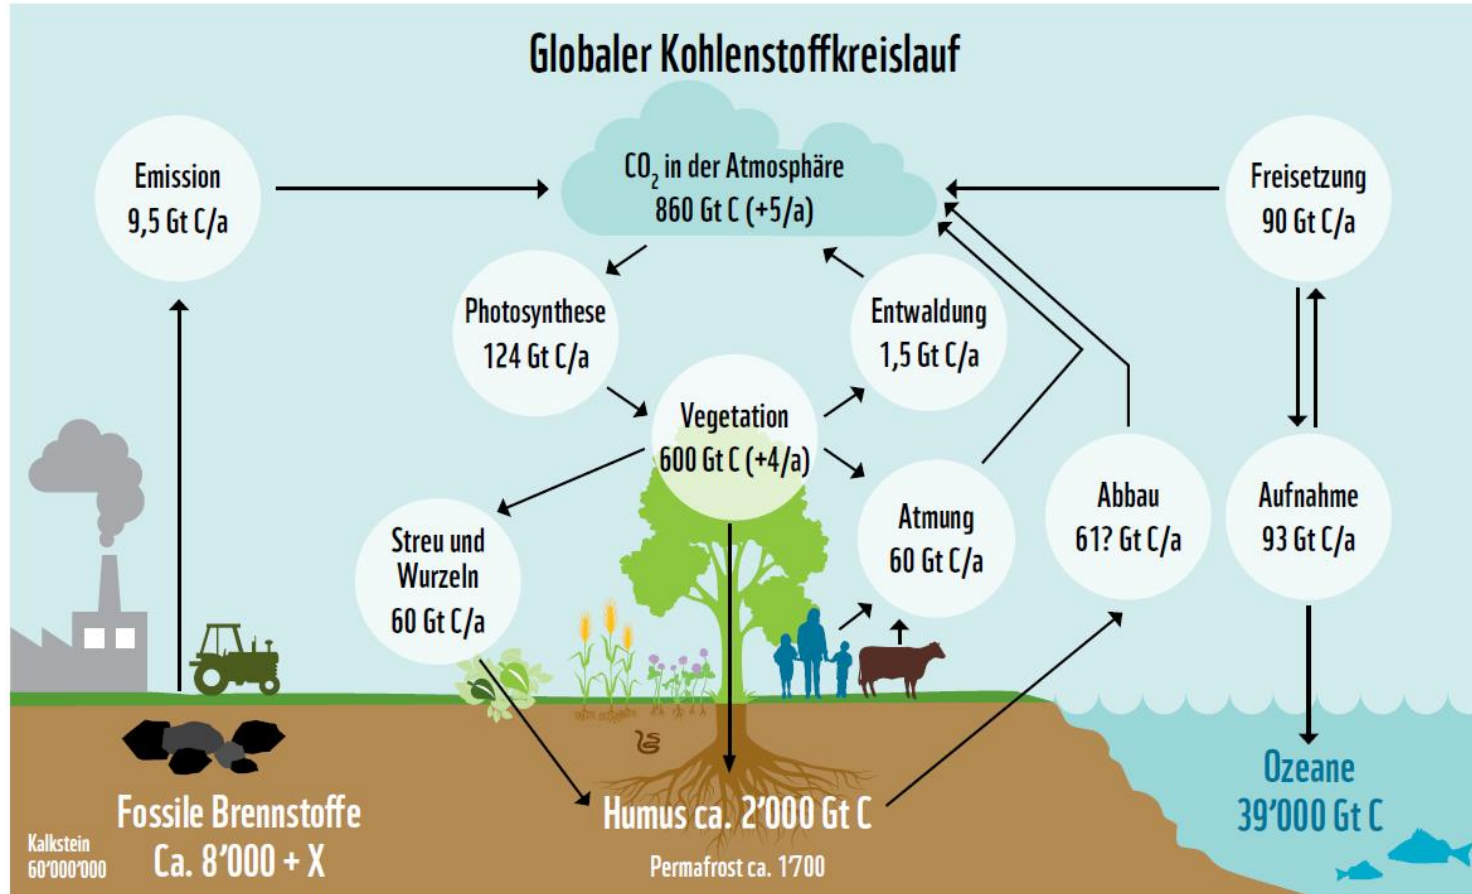 Globaler Kohlenstoffkreislauf
Emission
9,5 Gt C/a
CO₂ in der Atmosphäre
860 Gt C (+5/a)
Freisetzung
90 Gt C/a
Photosynthese
124 Gt C/a
Entwaldung
1,5 Gt C/a
Vegetation
600 Gt C (+4/a)
Streu und
Wurzeln
60 Gt C/a
Atmung
60 Gt C/a
Abbau
61? Gt C/a
Aufnahme
93 Gt C/a
Fossile Brennstoffe
Ca. 8’000 + X
Kalkstein
60’000’000
Humus ca. 2’000 Gt C
Permafrost ca. 1’700
Ozeane
39’000 Gt C